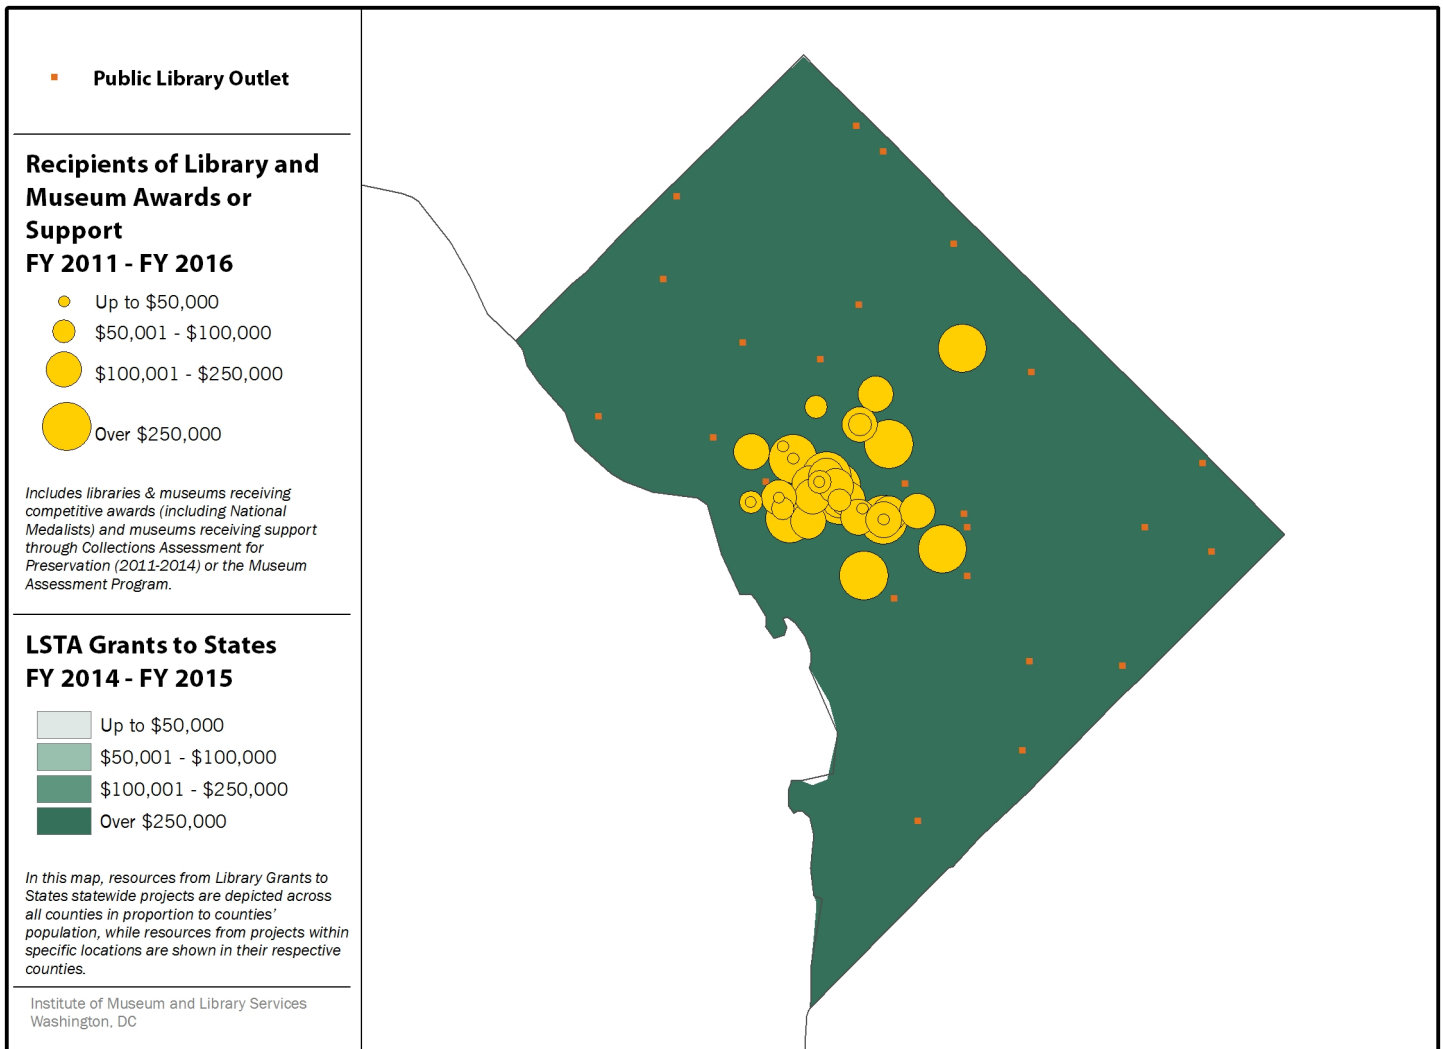 Public Library Outlet
Recipients of Library and
Museum Awards or
Support
FY 2011 - FY 2016
Up to $50,000
$50,001 - $100,000
$100,001 - $250,000
Over $250,000
Includes libraries & museums receiving
competitive awards (including National
Medalists) and museums receiving support
through Collections Assessment for
Preservation (2011-2014) or the Museum
Assessment Program.
LSTA Grants to States
FY 2014 - FY 2015
Up to $50,000
$50,001 - $100,000
$100,001 - $250,000
Over $250,000
In this map, resources from Library Grants to
States statewide projects are depicted across
all counties in proportion to counties’
population, while resources from projects within
specific locations are shown in their respective
counties.
Institute of Museum and Library Services
Washington, DC